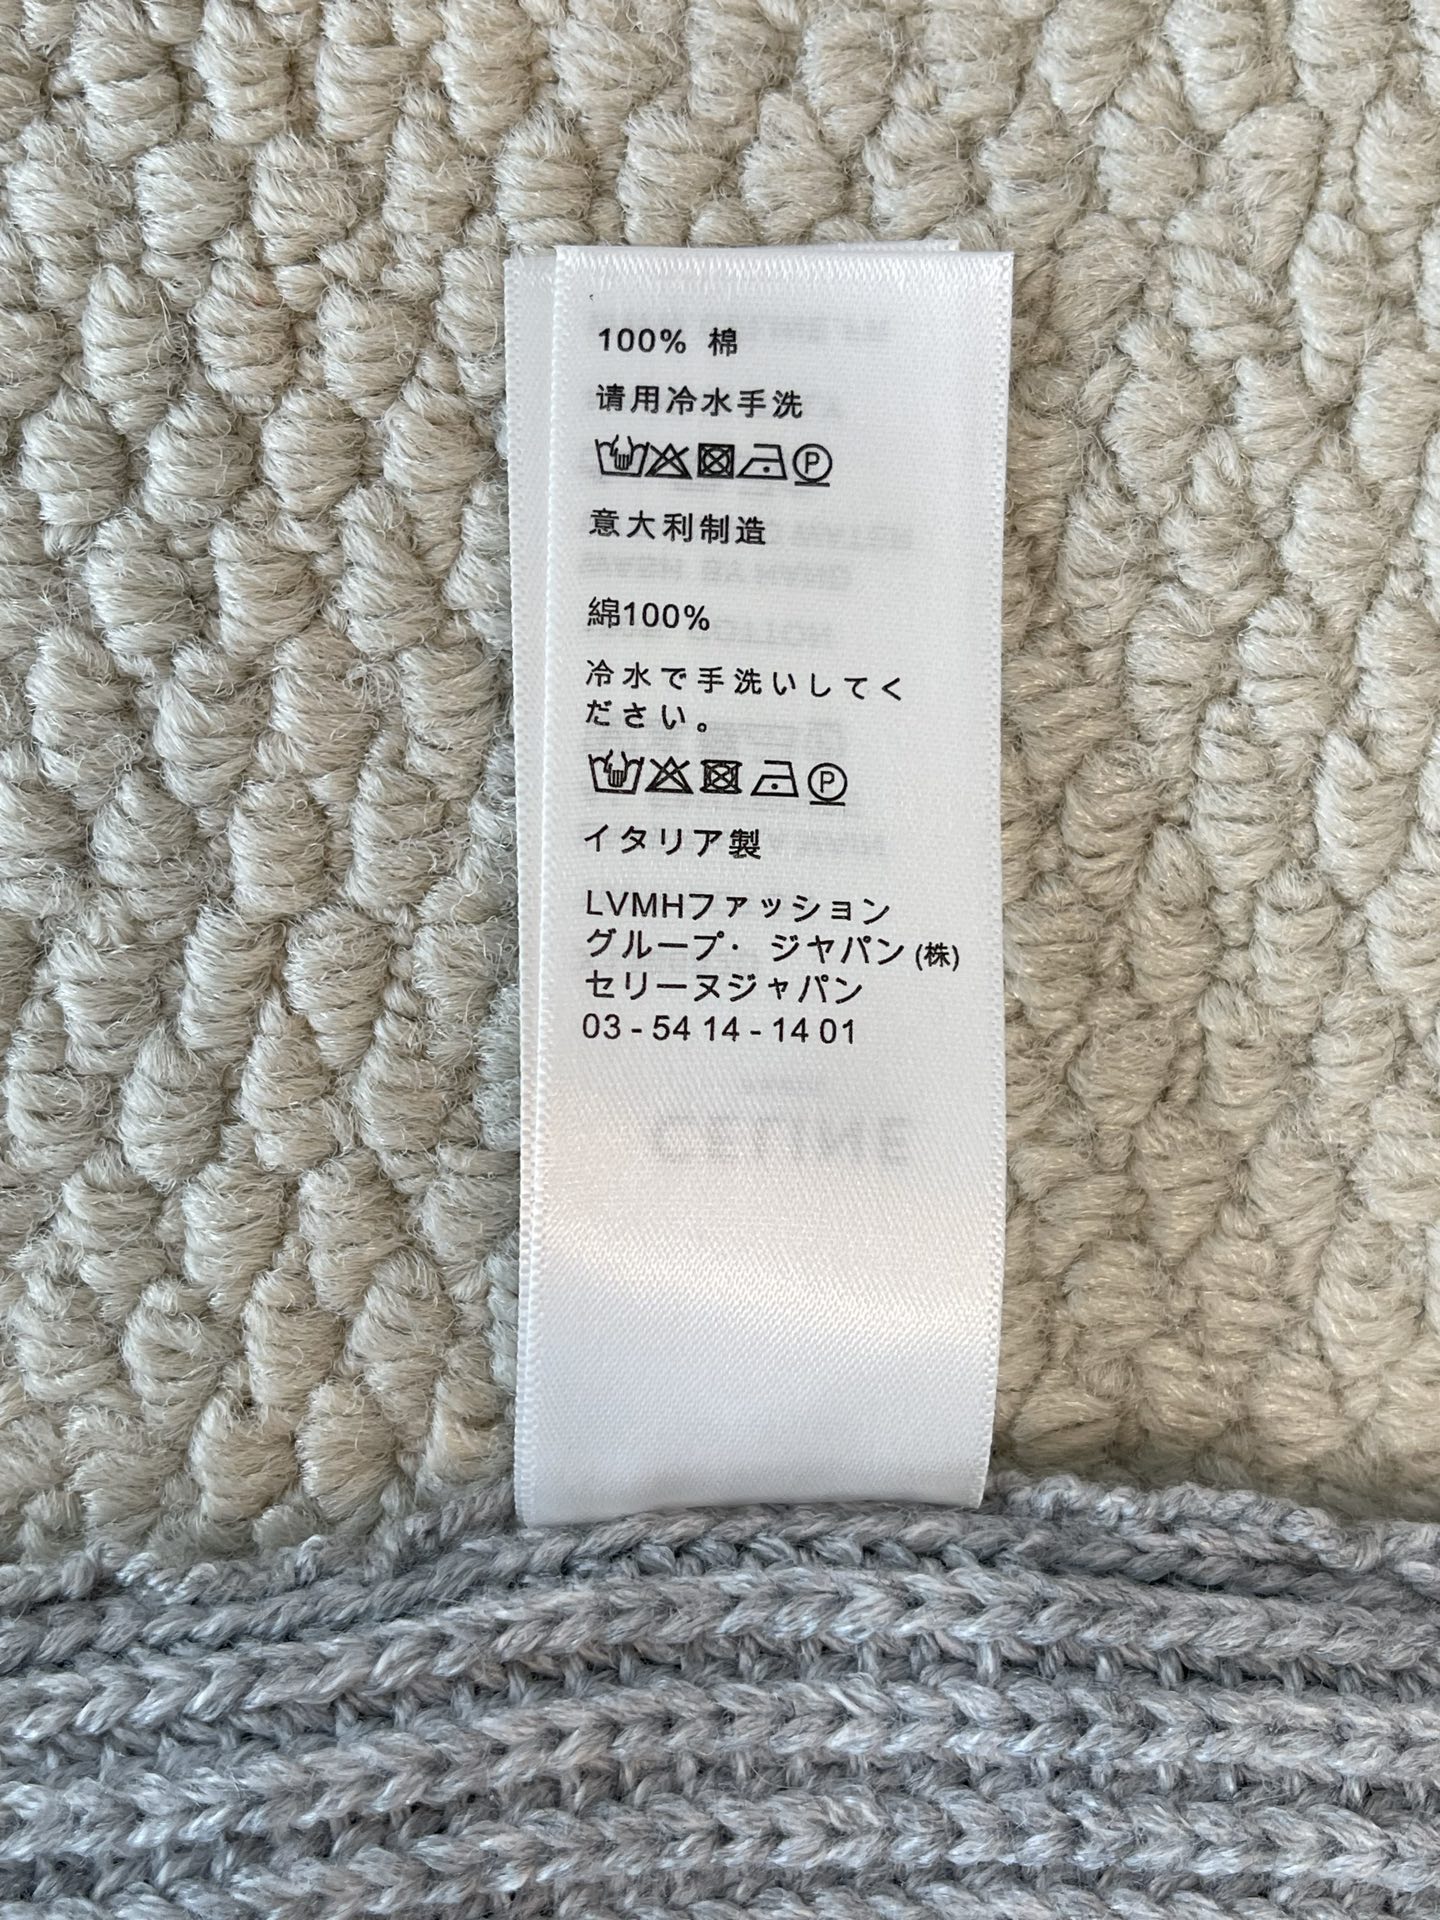 100% 棉
请用冷水手洗
P
意大利制造
綿100%
冷水で手洗いしてく
ださい。
P
イタリア製
LVMHファッション
グループ· ジャパン(株)
セリーヌジャパン
03-5414-1401
CELINE